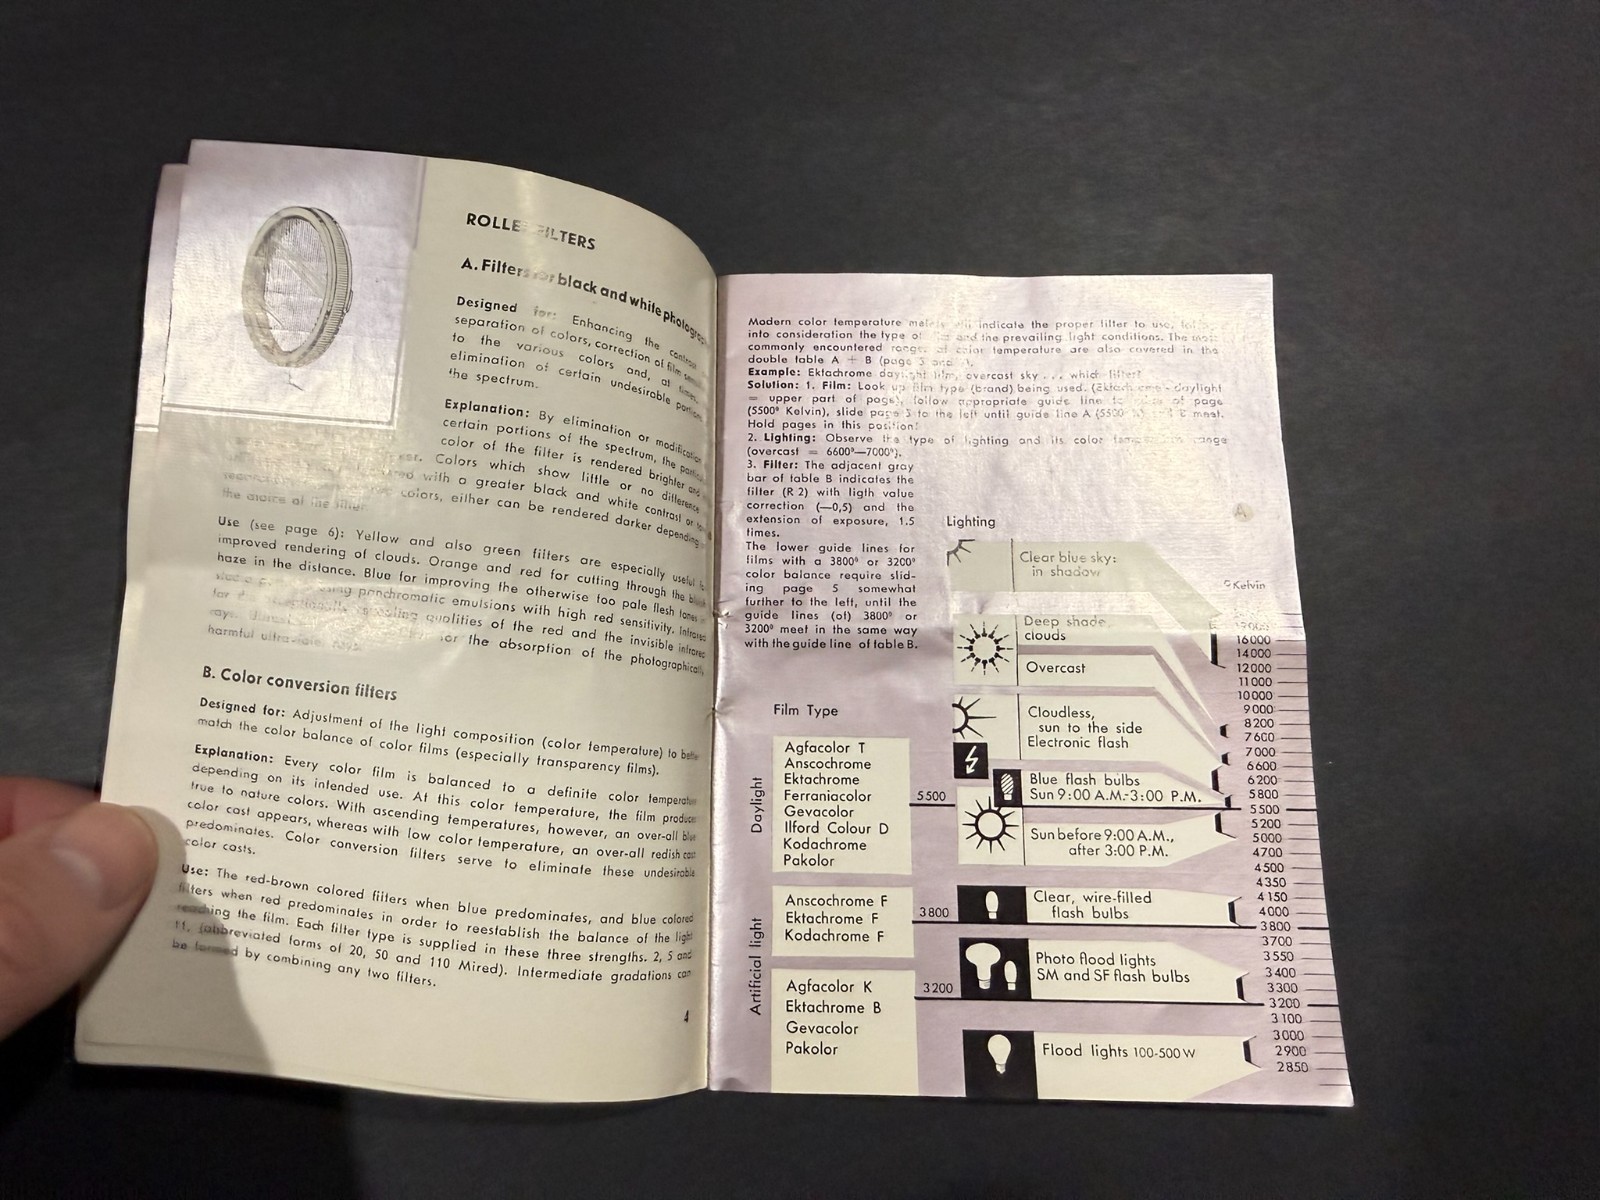 ROLLEI FILTERS
A. Filters for black and white
Designed for: Enhancing the
separation of colors, correction of film
to the various colors and, at times,
elimination of certain undesirable
the spectrum.
Explanation: By elimination or modification
certain portions of the spectrum, the
color of the filter is rendered brighter and
Colors which show little or no difference
with a greater black and white contrast or
colors, either can be rendered darker depending
the choice of the filter.
Use (see page 6): Yellow and also green filters are especially useful
improved rendering of clouds. Orange and red for cutting through the
haze in the distance. Blue for improving the otherwise too pale flesh tones
using panchromatic emulsions with high red sensitivity. Infrared
for the qualities of the red and the invisible infrared
rays. for the absorption of the photographically
harmful
B. Color conversion filters
Designed for: Adjustment of the light composition (color temperature) to
match the color balance of color films (especially transparency films).
Explanation: Every color film is balanced to a definite color
depending on its intended use. At this color temperature, the film
true to nature colors. With ascending temperatures, however, an over-all
color cast appears, whereas with low color temperature, an over-all redish cast
predominates. Color conversion filters serve to eliminate these undesirable
color casts.
Use: The red-brown colored filters when blue predominates, and blue colored
filters when red predominates in order to reestablish the balance of the light
reaching the film. Each filter type is supplied in these three strengths. 2, 5 and
11, (abbreviated forms of 20, 50 and 110 Mired). Intermediate gradations can
be formed by combining any two filters.
4
Modern color temperature meters will indicate the proper filter to use,
into consideration the type of and the prevailing light conditions. The most
commonly encountered range of color temperature are also covered in the
double table A + B (page 5 and
Example: Ektachrome daylight film, overcast sky . . . which filter?
Solution: 1. Film: Look up film type (brand) being used. daylight
= upper part of page), follow appropriate guide line to of page
(5500° Kelvin), slide page 5 to the left until guide line A (5500 B meet.
Hold pages in this position!
2. Lighting: Observe the type of lighting and its color range
(overcast = 6600°—7000°).
3. Filter: The adjacent gray
bar of table B indicates the
filter (R 2) with ligth value
correction (—0,5) and the
extension of exposure, 1.5
times.
The lower guide lines for
films with a 3800° or 3200°
color balance require slid-
ing page 5 somewhat
further to the left, until the
guide lines (of) 3800° or
3200° meet in the same way
with the guide line of table B.
A
Lighting
Clear blue sky:
in shadow
°Kelvin
Deep shade,
clouds
Overcast
Cloudless,
sun to the side
Electronic flash
Blue flash bulbs
Sun 9:00 A.M.-3:00 P.M.
Sun before 9:00 A.M.,
after 3:00 P.M.
Clear, wire-filled
flash bulbs
Photo flood lights
SM and SF flash bulbs
Flood lights 100-500 W
16000
14000
12000
11000
10000
9000
8200
7600
7000
6600
6200
5800
5500
5200
5000
4700
4500
4350
4150
4000
3800
3700
3550
3400
3300
3200
3100
3000
2900
2850
Film Type
Daylight
Agfacolor T
Anscochrome
Ektachrome
Ferraniacolor
Gevacolor
Ilford Colour D
Kodachrome
Pakolor
5500
Artificial light
Anscochrome F
Ektachrome F
Kodachrome F
3800
Agfacolor K
Ektachrome B
Gevacolor
Pakolor
3200